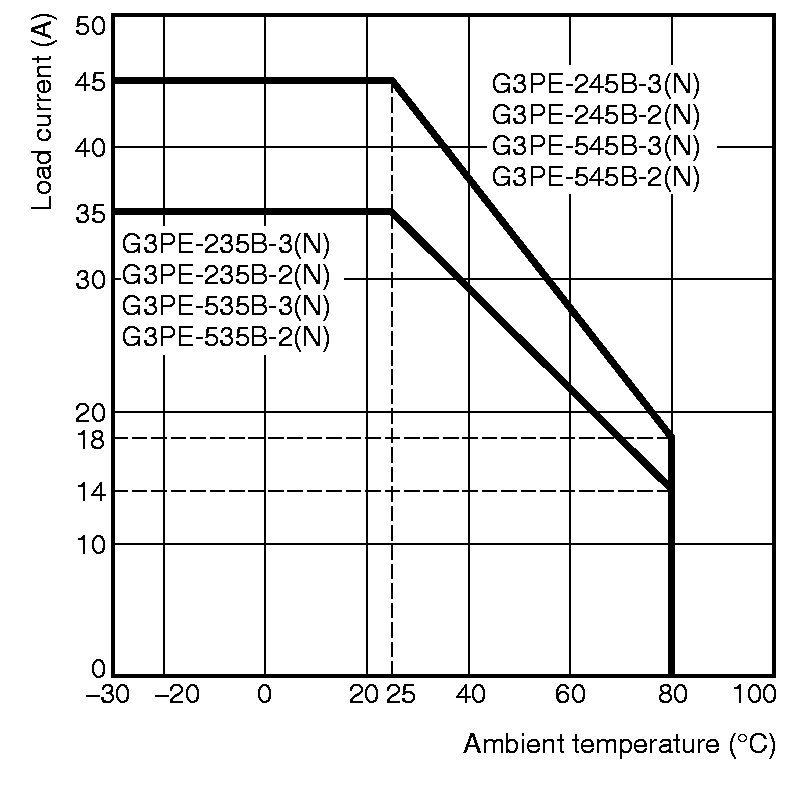 Load current (A)
50
45
40
35
30
20
18
14
10
0
G3PE-245B-3(N)
G3PE-245B-2(N)
G3PE-545B-3(N)
G3PE-545B-2(N)
G3PE-235B-3(N)
G3PE-235B-2(N)
G3PE-535B-3(N)
G3PE-535B-2(N)
–30 –20 0 20 25 40 60 80 100
Ambient temperature (°C)